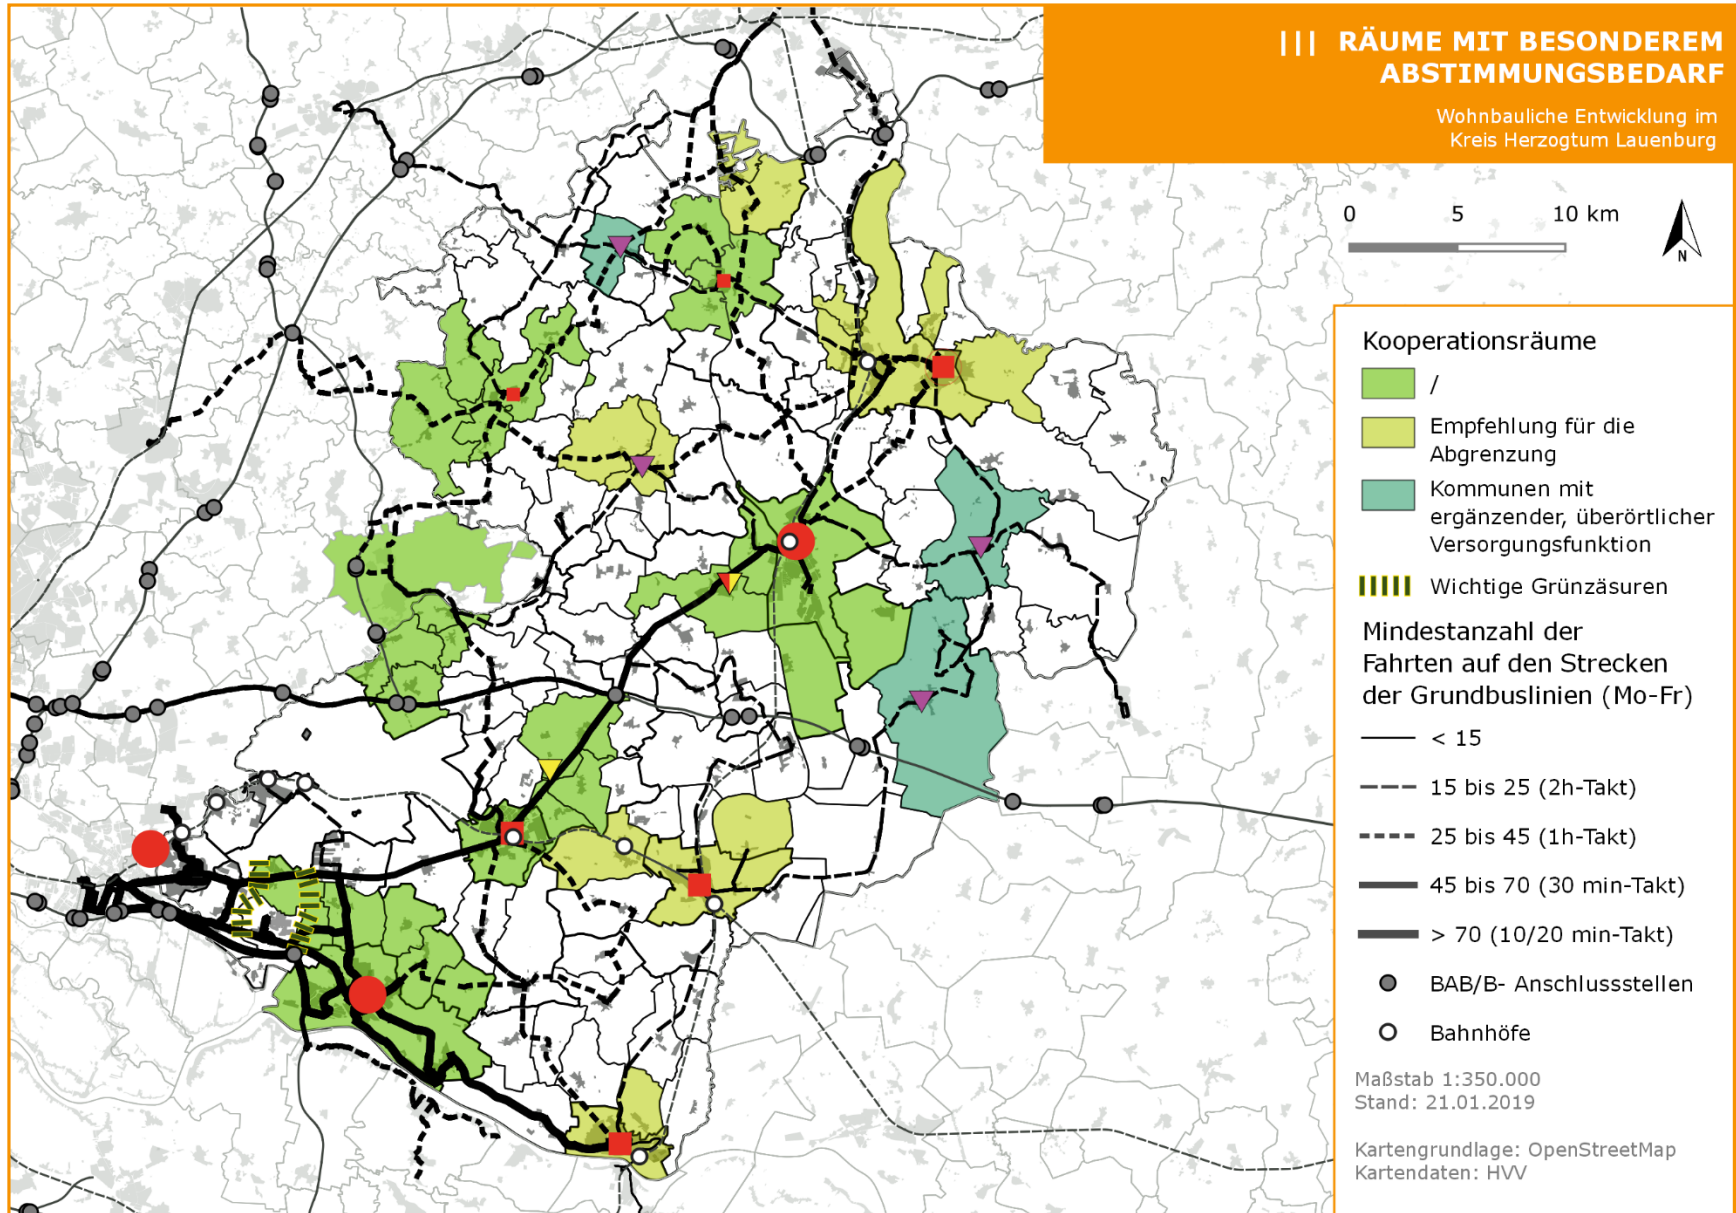 ||| RÄUME MIT BESONDEREM
ABSTIMMUNGSBEDARF
Wohnbauliche Entwicklung im
Kreis Herzogtum Lauenburg
0 5 10 km
N
Kooperationsräume
/
Empfehlung für die
Abgrenzung
Kommunen mit
ergänzender, überörtlicher
Versorgungsfunktion
Wichtige Grünzäsuren
Mindestanzahl der
Fahrten auf den Strecken
der Grundbuslinien (Mo-Fr)
< 15
15 bis 25 (2h-Takt)
25 bis 45 (1h-Takt)
45 bis 70 (30 min-Takt)
> 70 (10/20 min-Takt)
BAB/B- Anschlussstellen
Bahnhöfe
Maßstab 1:350.000
Stand: 21.01.2019
Kartengrundlage: OpenStreetMap
Kartendaten: HVV